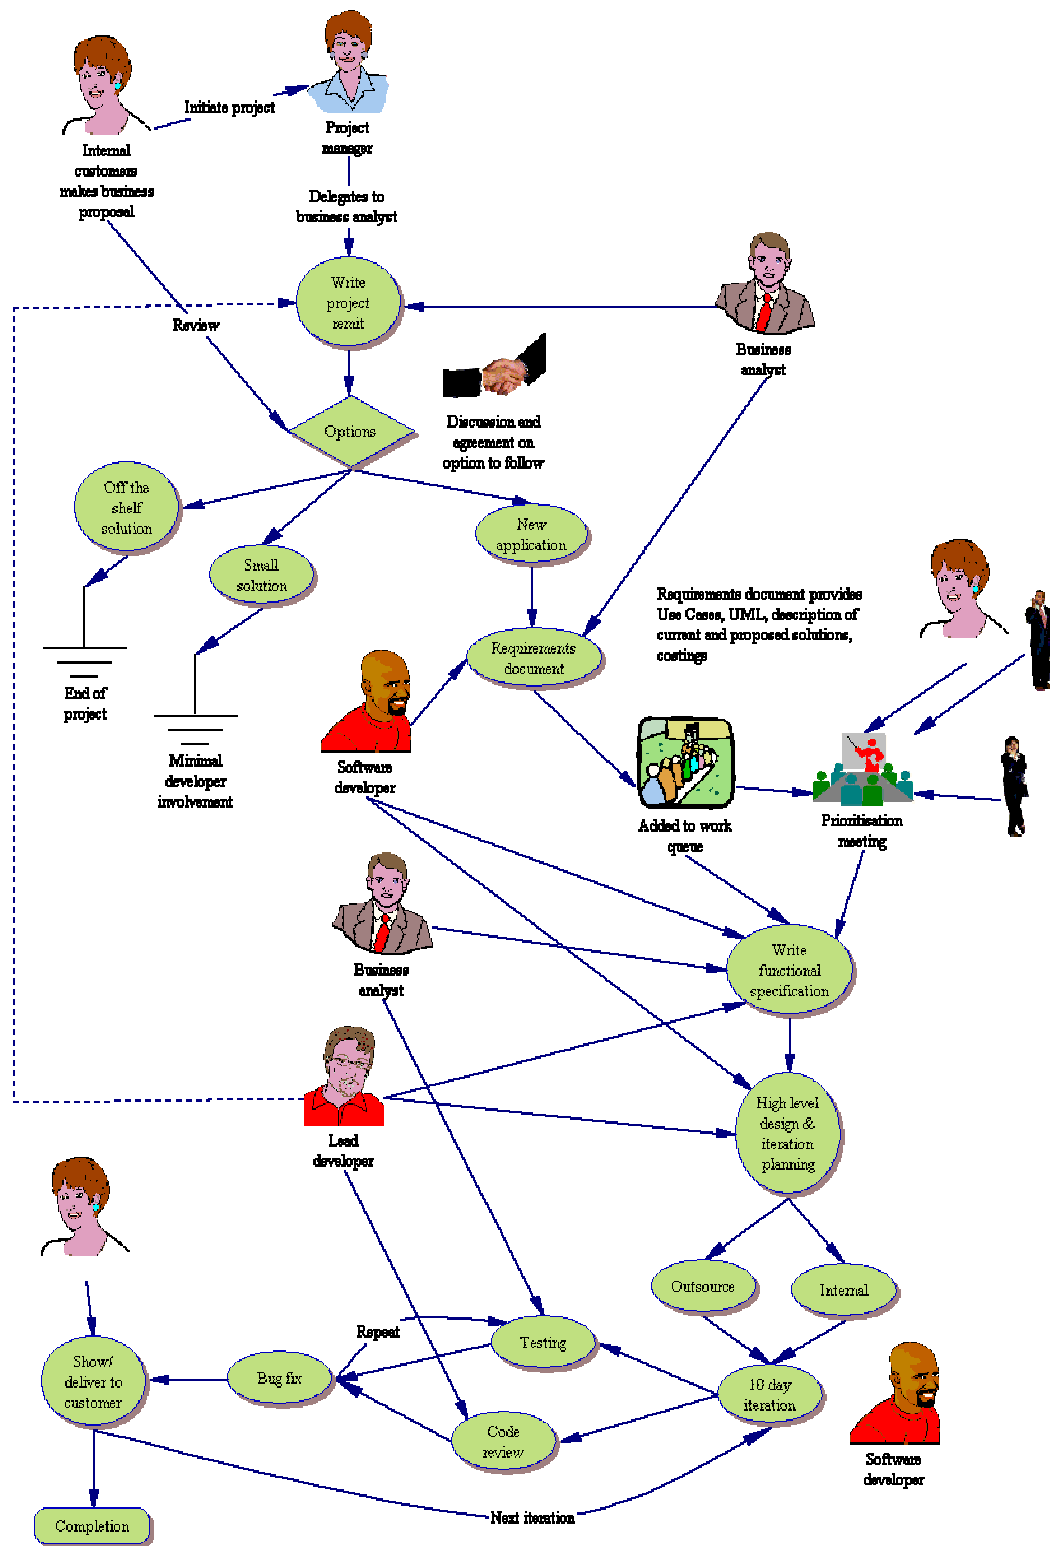 Initiate project
Project
manager
Internal
customers
makes business
proposal
Delegates to
business analyst
Write
project
remit
Review
Business
analyst
Options
Discussion and
agreement on
option to follow
Off the
shelf
solution
New
application
Small
solution
Requirements document provides
Use Cases, UML, description of
current and proposed solutions,
costings
Requirements
document
End of
project
Minimal
developer
involvement
Software
developer
Added to work
queue
Prioritisation
meeting
Write
functional
specification
Business
analyst
High level
design &
iteration
planning
Lead
developer
Outsource
Internal
Repeat
Testing
Show/
deliver to
customer
Bug fix
10 day
iteration
Code
review
Software
developer
Next iteration
Completion